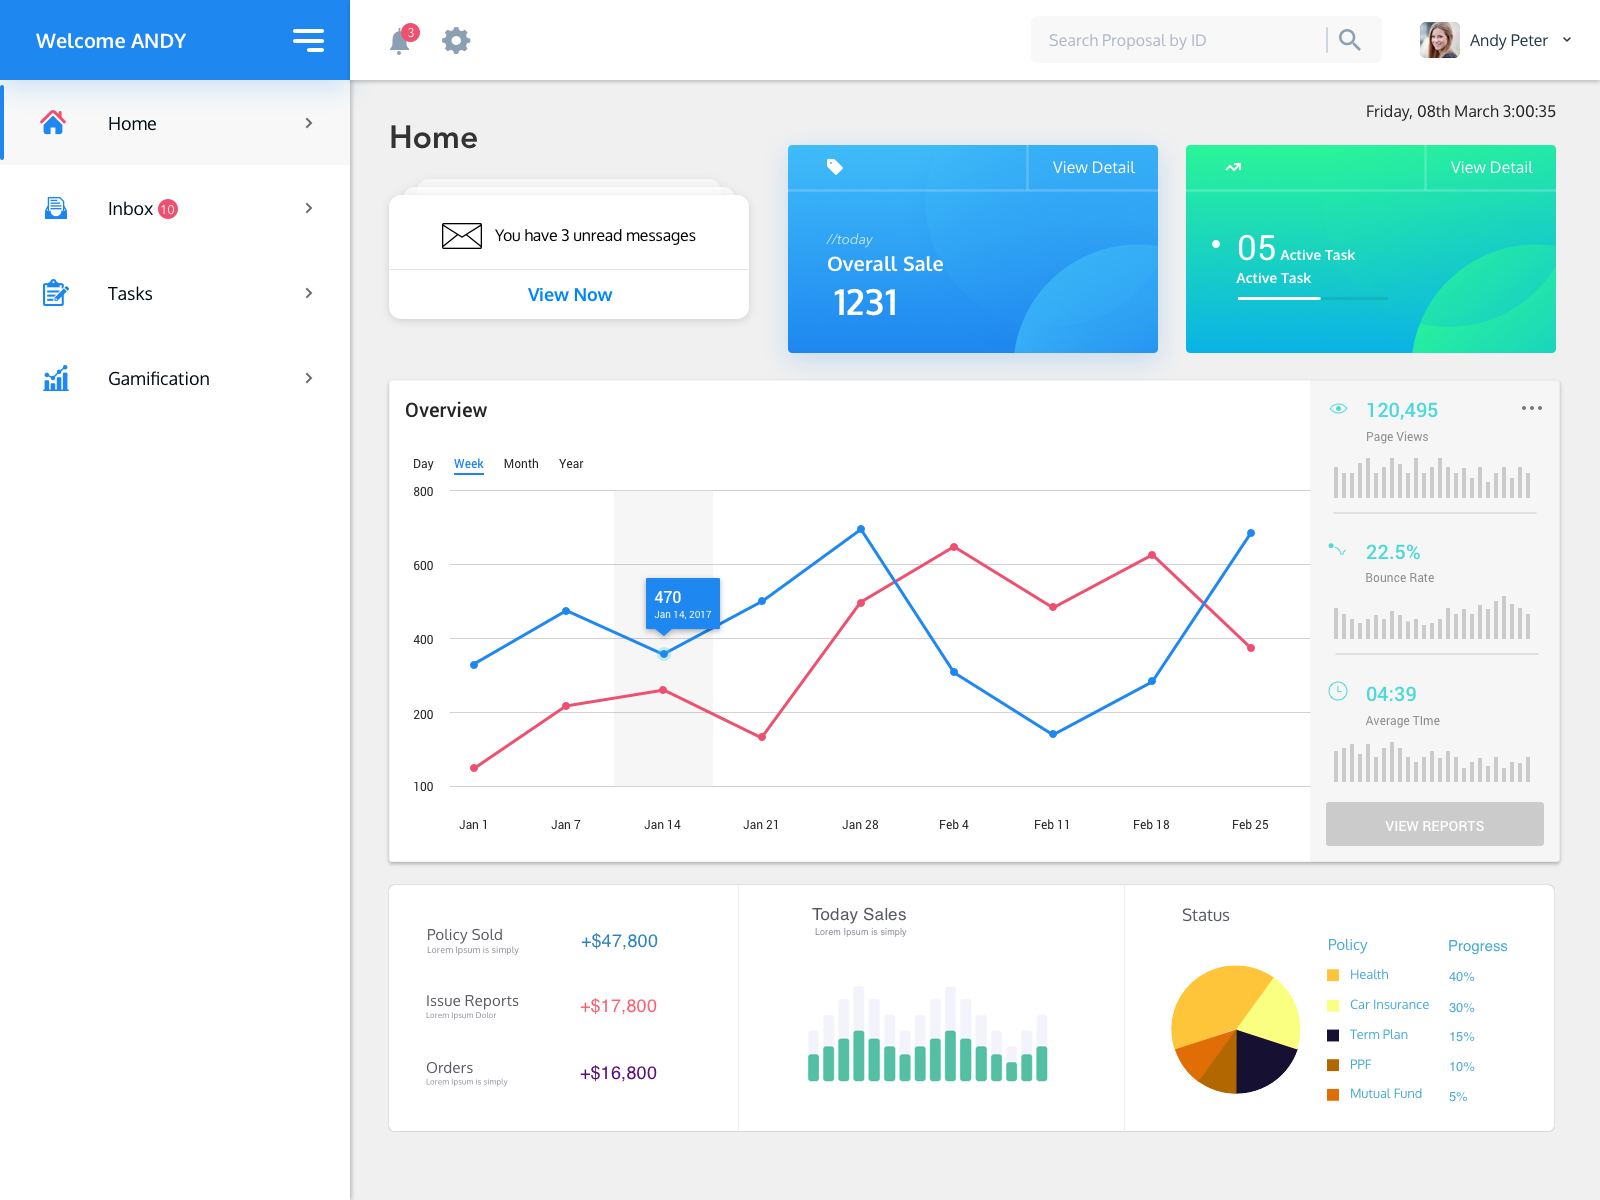 Welcome ANDY
3
Search Proposal by ID
Andy Peter
Home
Inbox 10
Tasks
Gamification
Friday, 08th March 3:00:35
Home
You have 3 unread messages
View Now
View Detail
//today
Overall Sale
1231
View Detail
05 Active Task
Active Task
Overview
Day Week Month Year
800
600
400
200
100
470
Jan 14, 2017
Jan 1 Jan 7 Jan 14 Jan 21 Jan 28 Feb 4 Feb 11 Feb 18 Feb 25
120,495
Page Views
22.5%
Bounce Rate
04:39
Average TIme
VIEW REPORTS
Policy Sold
Lorem Ipsum is simply
+$47,800
Issue Reports
Lorem Ipsum Dolor
+$17,800
Orders
Lorem Ipsum is simply
+$16,800
Today Sales
Lorem Ipsum is simply
Status
Policy Progress
Health 40%
Car Insurance 30%
Term Plan 15%
PPF 10%
Mutual Fund 5%